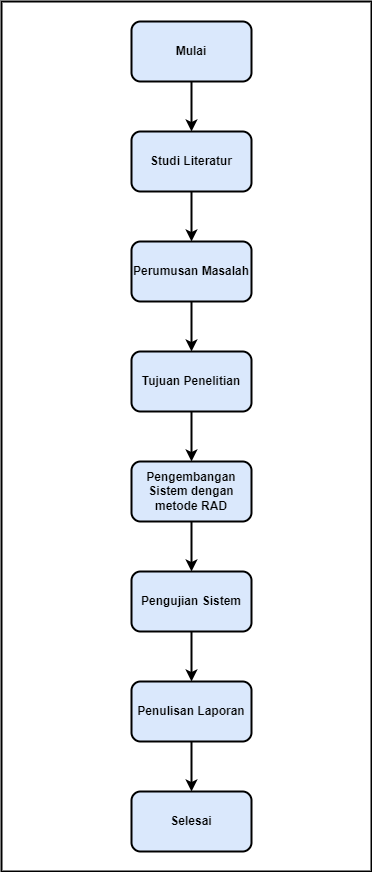 Mulai
Studi Literatur
Perumusan Masalah
Tujuan Penelitian
Pengembangan
Sistem dengan
metode RAD
Pengujian Sistem
Penulisan Laporan
Selesai